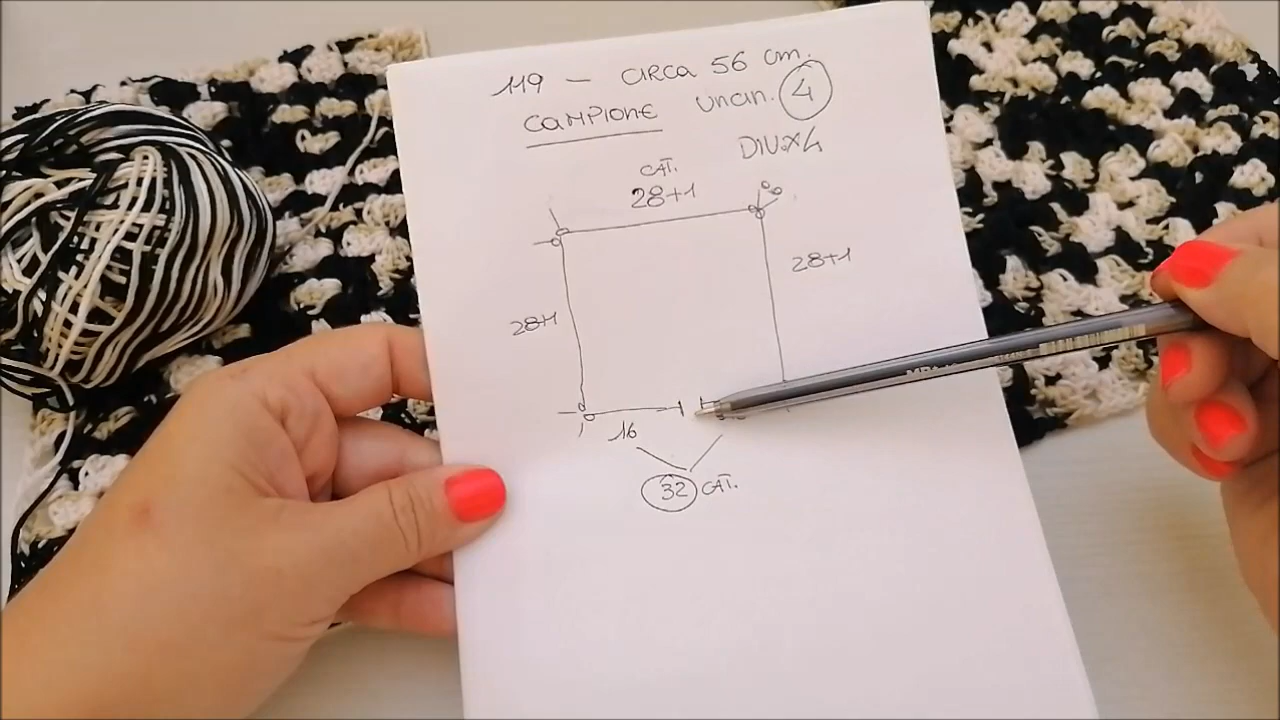 119 - CIRCA 56 cm.
CAMPIONE uncin. 4
DIV.X4
CAT.
28+1
28+1
28+1
16
32 CAT.